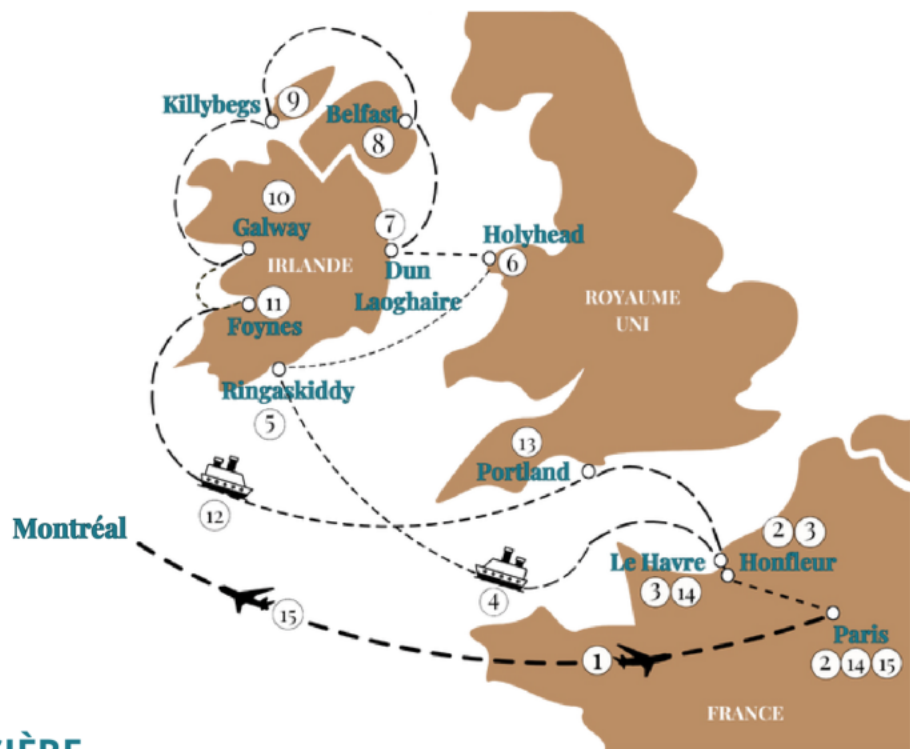 Killybegs
9
Belfast
8
10
Galway
7
Holyhead
6
IRLANDE
Dun
Laoghaire
ROYAUME
UNI
11
Foynes
Ringaskiddy
5
13
Portland
12
Montréal
2 3
Le Havre
Honfleur
3 14
4
15
Paris
1
2 14 15
FRANCE